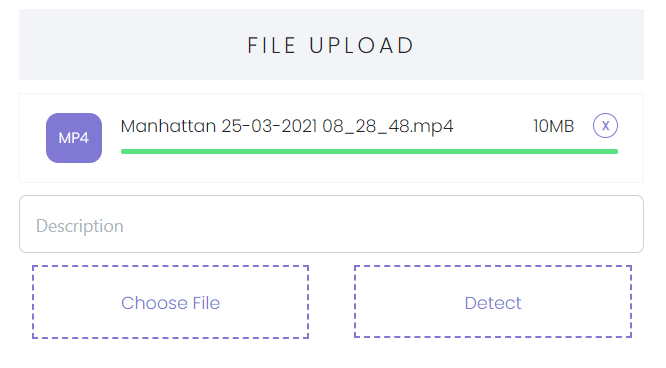 FILE UPLOAD
MP4 Manhattan 25-03-2021 08_28_48.mp4 10MB X
Description
Choose File Detect